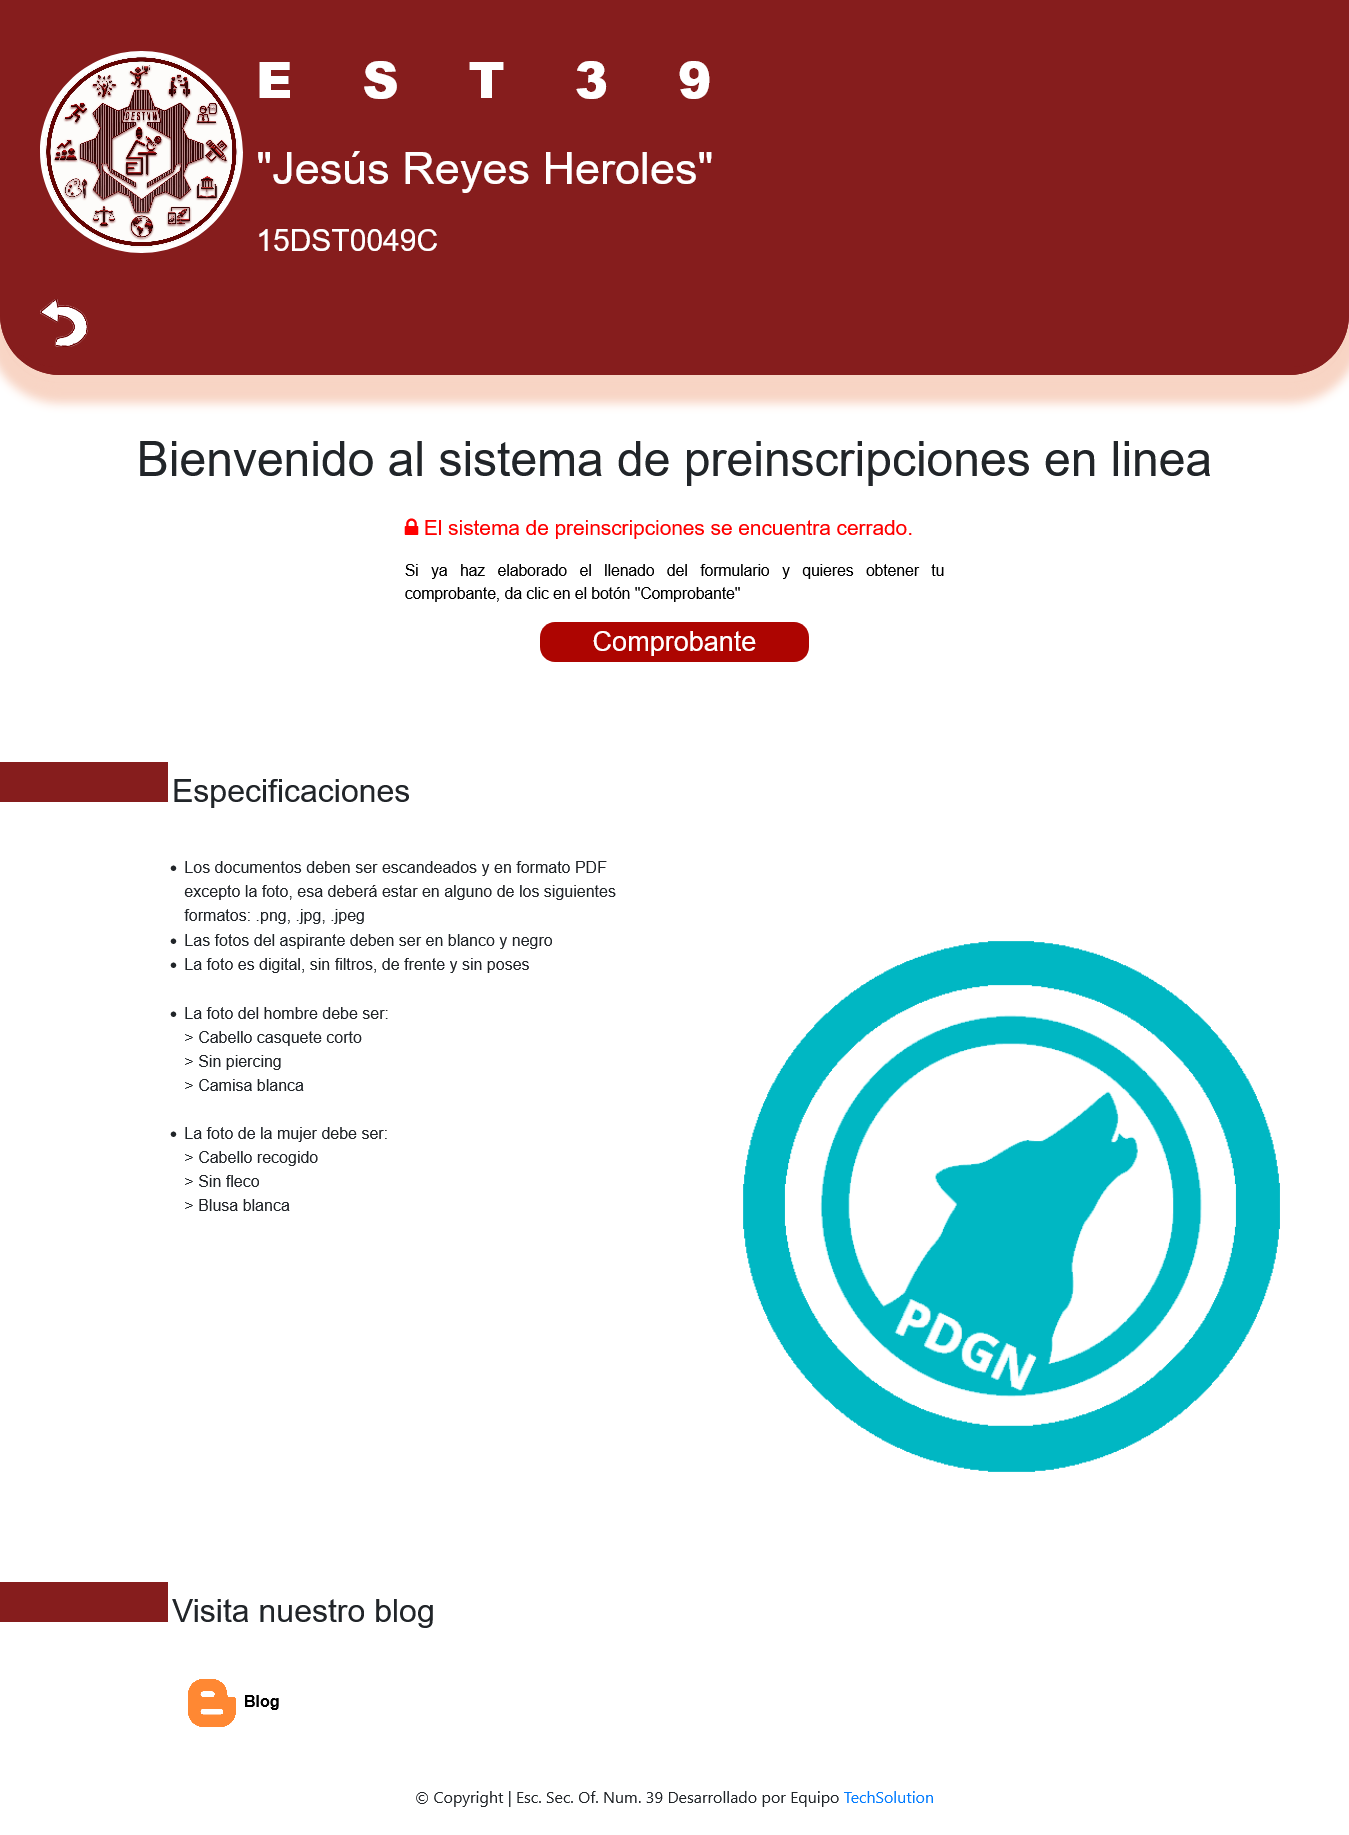 E S T 3 9
"Jesús Reyes Heroles"
15DST0049C
Bienvenido al sistema de preinscripciones en linea
El sistema de preinscripciones se encuentra cerrado.
Si ya haz elaborado el llenado del formulario y quieres obtener tu
comprobante, da clic en el botón "Comprobante"
Comprobante
Especificaciones
• Los documentos deben ser escandeados y en formato PDF
excepto la foto, esa deberá estar en alguno de los siguientes
formatos: .png, .jpg, .jpeg
• Las fotos del aspirante deben ser en blanco y negro
• La foto es digital, sin filtros, de frente y sin poses
• La foto del hombre debe ser:
> Cabello casquete corto
> Sin piercing
> Camisa blanca
• La foto de la mujer debe ser:
> Cabello recogido
> Sin fleco
> Blusa blanca
PDGN
Visita nuestro blog
Blog
© Copyright | Esc. Sec. Of. Num. 39 Desarrollado por Equipo TechSolution